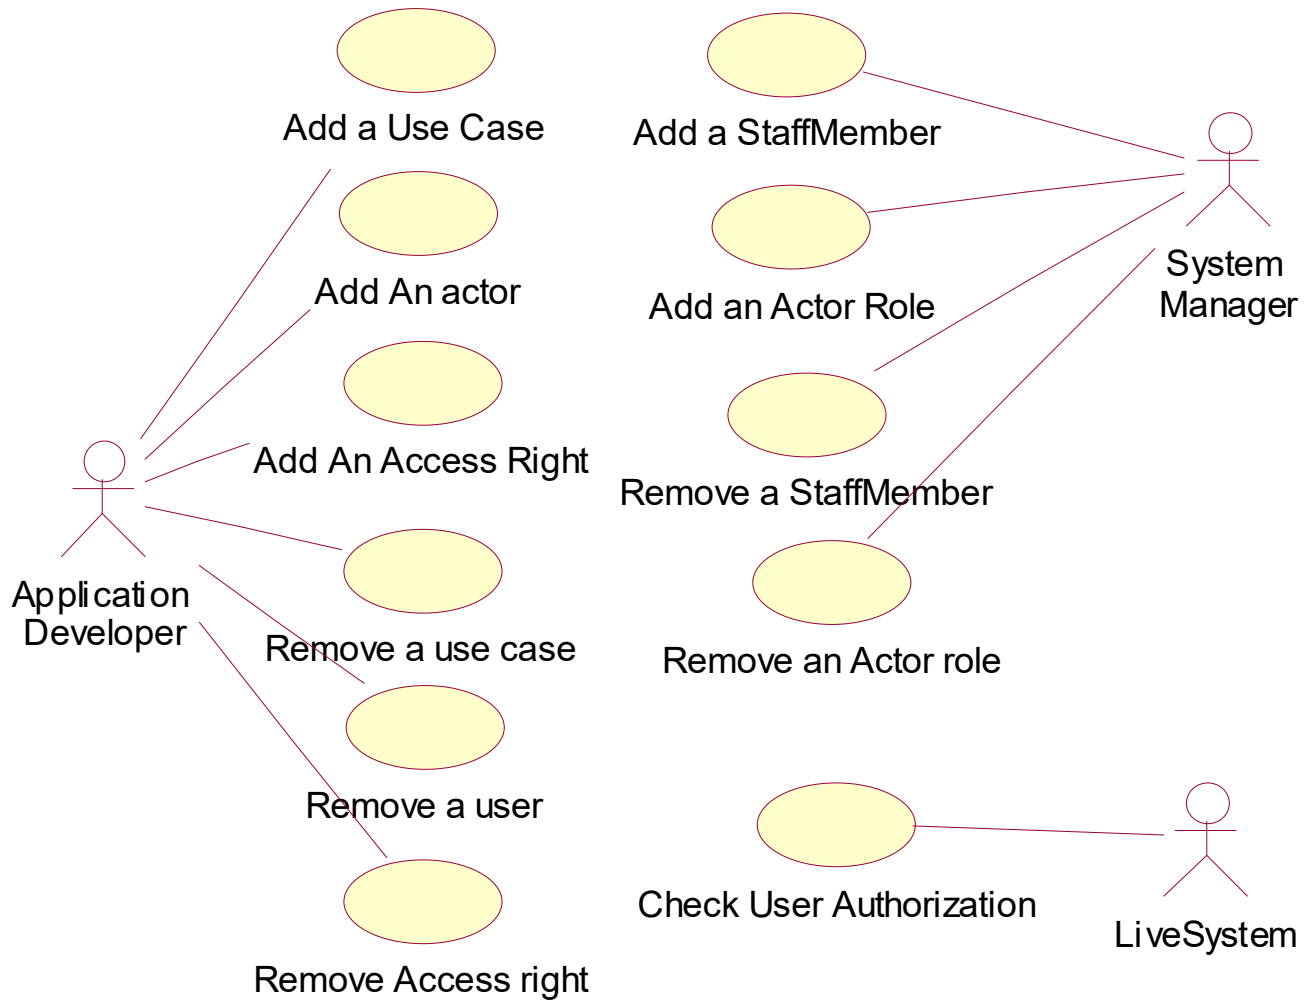 Add a Use Case
Add a StaffMember
Add An actor
System
Manager
Add an Actor Role
Add An Access Right
Remove a StaffMember
Application
Developer
Remove a use case
Remove an Actor role
Remove a user
Check User Authorization
LiveSystem
Remove Access right